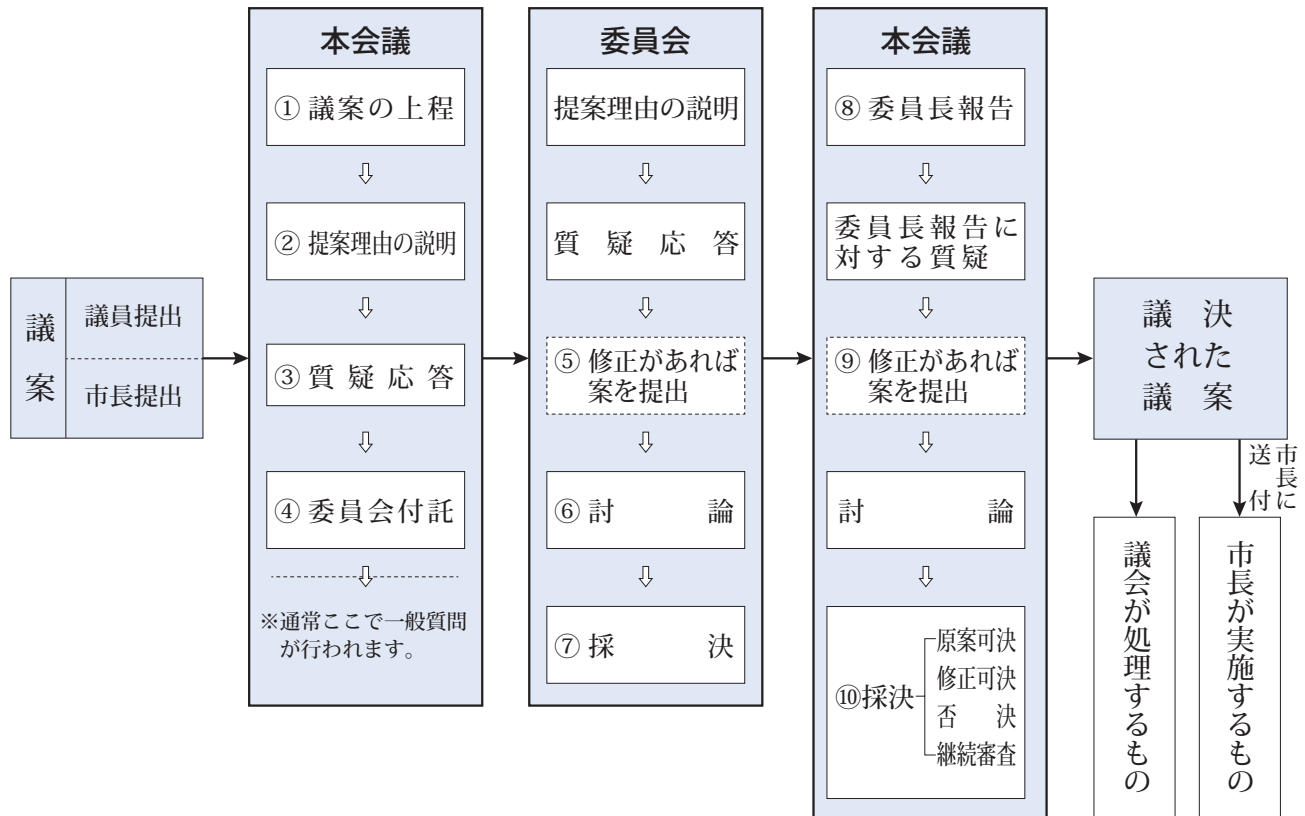 議案
議員提出
市長提出
本会議
① 議案の上程
② 提案理由の説明
③ 質疑応答
④ 委員会付託
※通常ここで一般質問
が行われます。
委員会
提案理由の説明
質疑応答
⑤ 修正があれば
案を提出
⑥ 討論
⑦ 採決
本会議
⑧ 委員長報告
委員長報告に
対する質疑
⑨ 修正があれば
案を提出
討論
⑩採決
原案可決
修正可決
否決
継続審査
議決
された
議案
市長に
送付
議会が処理するもの
市長が実施するもの